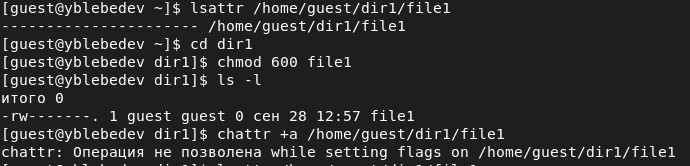 [guest@yblebedev ~]$ lsattr /home/guest/dir1/file1
---------------------- /home/guest/dir1/file1
[guest@yblebedev ~]$ cd dir1
[guest@yblebedev dir1]$ chmod 600 file1
[guest@yblebedev dir1]$ ls -l
итого 0
-rw-------. 1 guest guest 0 сен 28 12:57 file1
[guest@yblebedev dir1]$ chattr +a /home/guest/dir1/file1
chattr: Операция не позволена while setting flags on /home/guest/dir1/file1